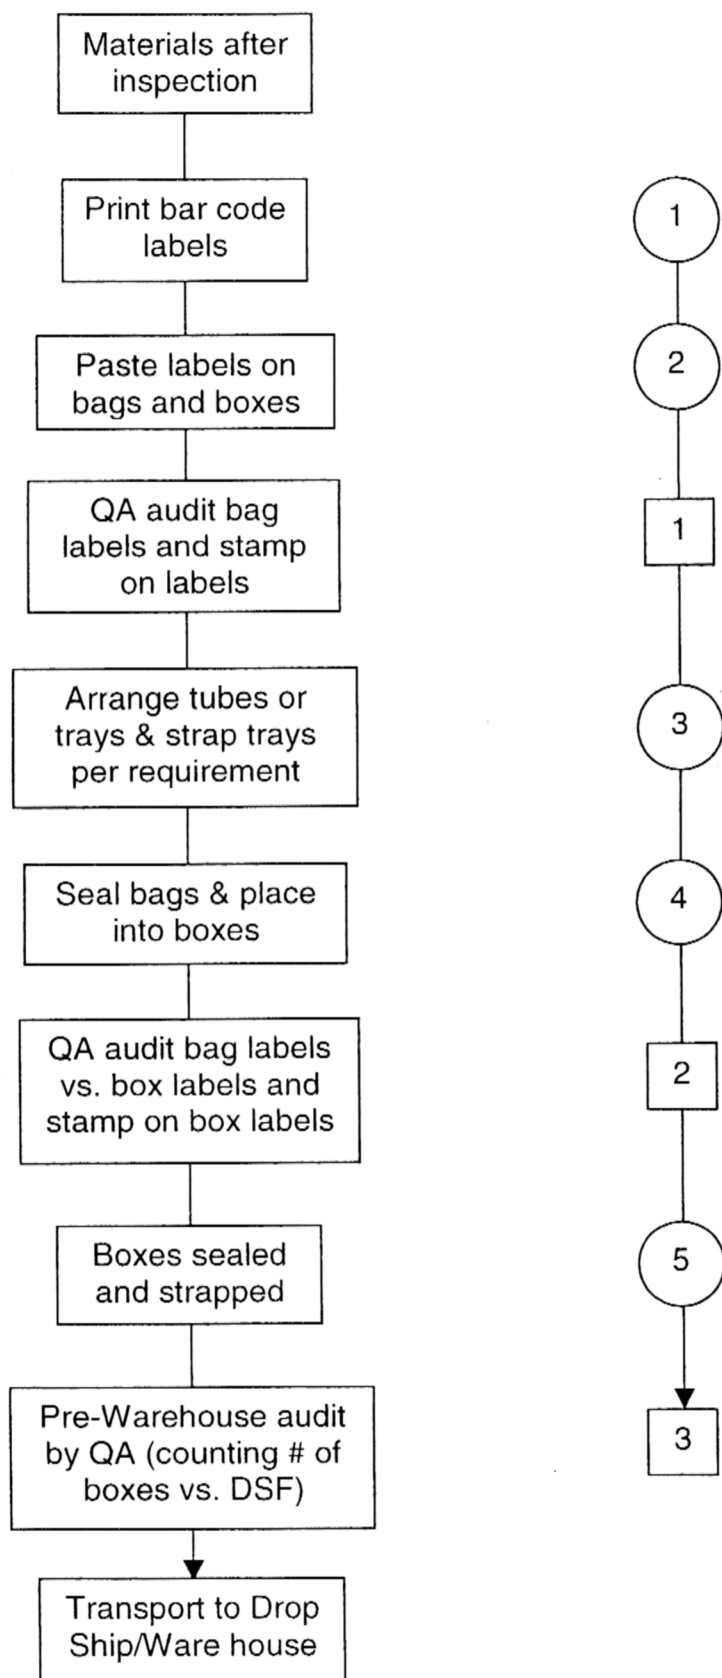 Materials after
inspection
Print bar code
labels
1
Paste labels on
bags and boxes
2
QA audit bag
labels and stamp
on labels
1
Arrange tubes or
trays & strap trays
per requirement
3
Seal bags & place
into boxes
4
QA audit bag labels
vs. box labels and
stamp on box labels
2
Boxes sealed
and strapped
5
Pre-Warehouse audit
by QA (counting # of
boxes vs. DSF)
3
Transport to Drop
Ship/Ware house